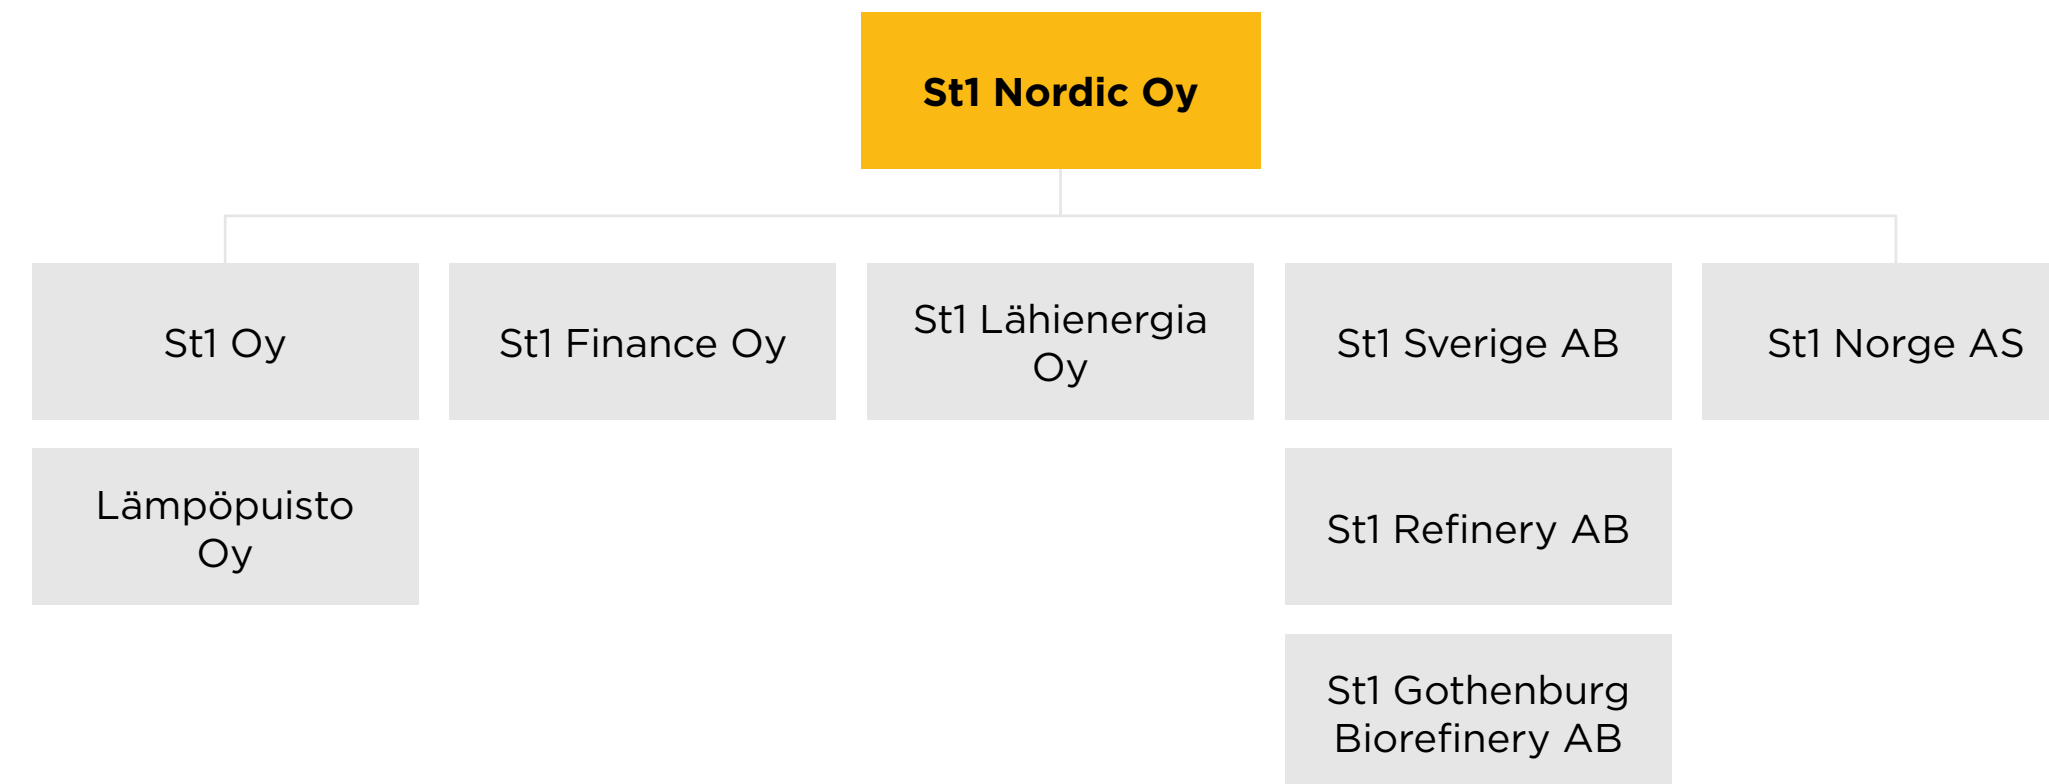 St1 Nordic Oy
St1 Oy
St1 Finance Oy
St1 Lähienergia
Oy
St1 Sverige AB
St1 Norge AS
Lämpöpuisto
Oy
St1 Refinery AB
St1 Gothenburg
Biorefinery AB